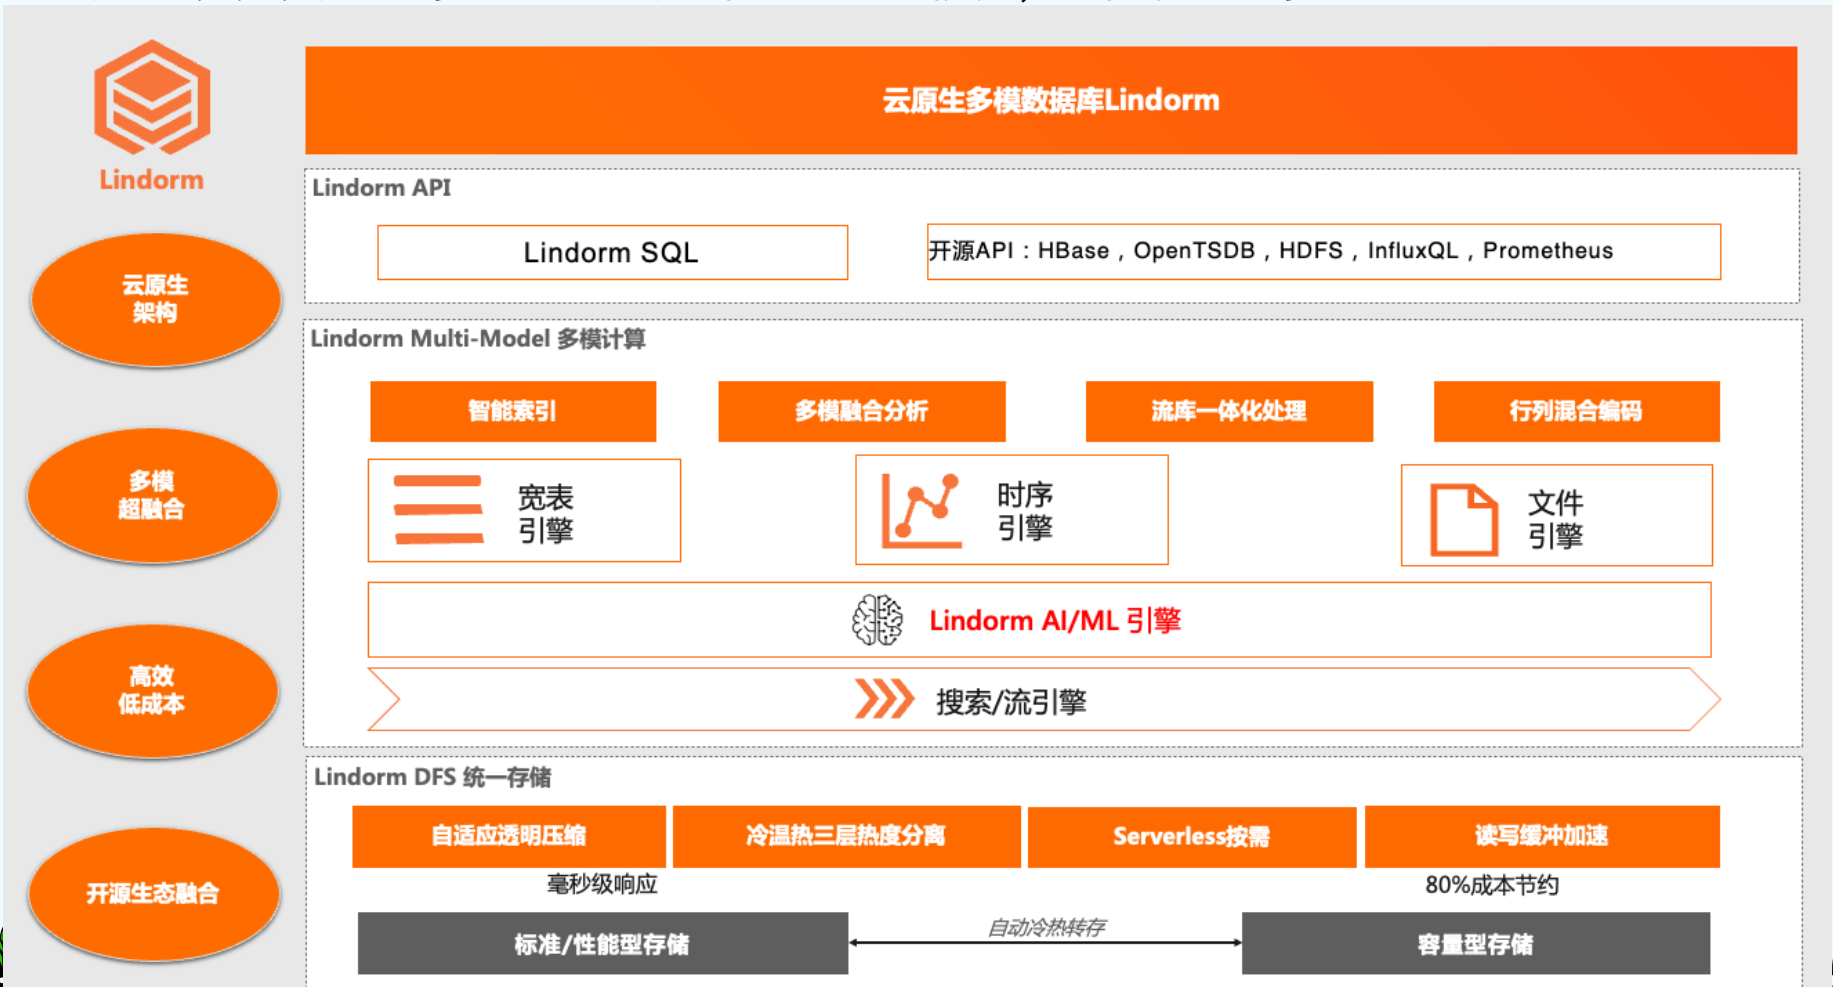 云原生多模数据库Lindorm
Lindorm
云原生
架构
多模
超融合
高效
低成本
开源生态融合
Lindorm API
Lindorm SQL
开源API：HBase，OpenTSDB，HDFS，InfluxQL，Prometheus
Lindorm Multi-Model 多模计算
智能索引
多模融合分析
流库一体化处理
行列混合编码
宽表
引擎
时序
引擎
文件
引擎
Lindorm AI/ML 引擎
搜索/流引擎
Lindorm DFS 统一存储
自适应透明压缩
冷温热三层热度分离
Serverless按需
读写缓冲加速
毫秒级响应
80%成本节约
标准/性能型存储
自动冷热转存
容量型存储